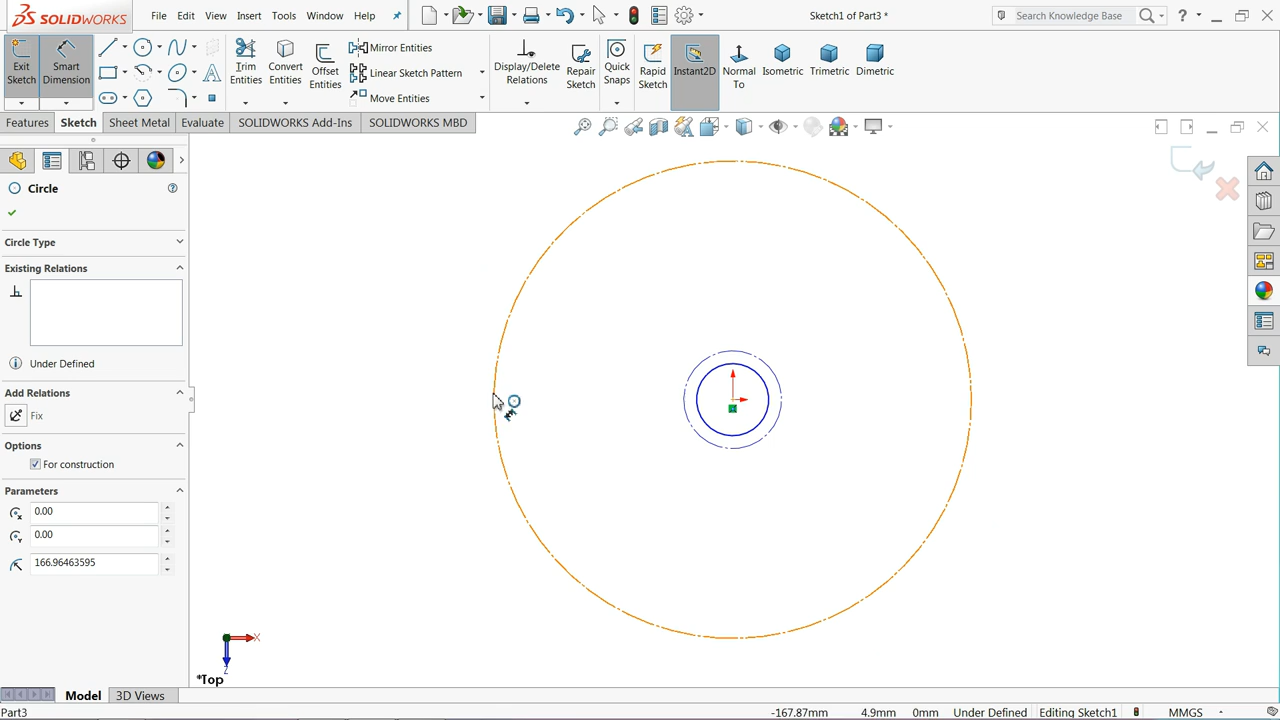 SOLIDWORKS
File Edit View Insert Tools Window Help
Sketch1 of Part3 *
Search Knowledge Base
?
Exit Sketch
Smart Dimension
Trim Entities
Convert Entities
Offset Entities
Mirror Entities
Linear Sketch Pattern
Move Entities
Display/Delete Relations
Repair Sketch
Quick Snaps
Rapid Sketch
Instant2D
Normal To
Isometric
Trimetric
Dimetric
Features Sketch Sheet Metal Evaluate SOLIDWORKS Add-Ins SOLIDWORKS MBD
Circle
Circle Type
Existing Relations
Under Defined
Add Relations
Fix
Options
For construction
Parameters
0.00
0.00
166.96463595
X
Z
*Top
Model 3D Views
Part3 -167.87mm 4.9mm 0mm Under Defined Editing Sketch1 MMGS